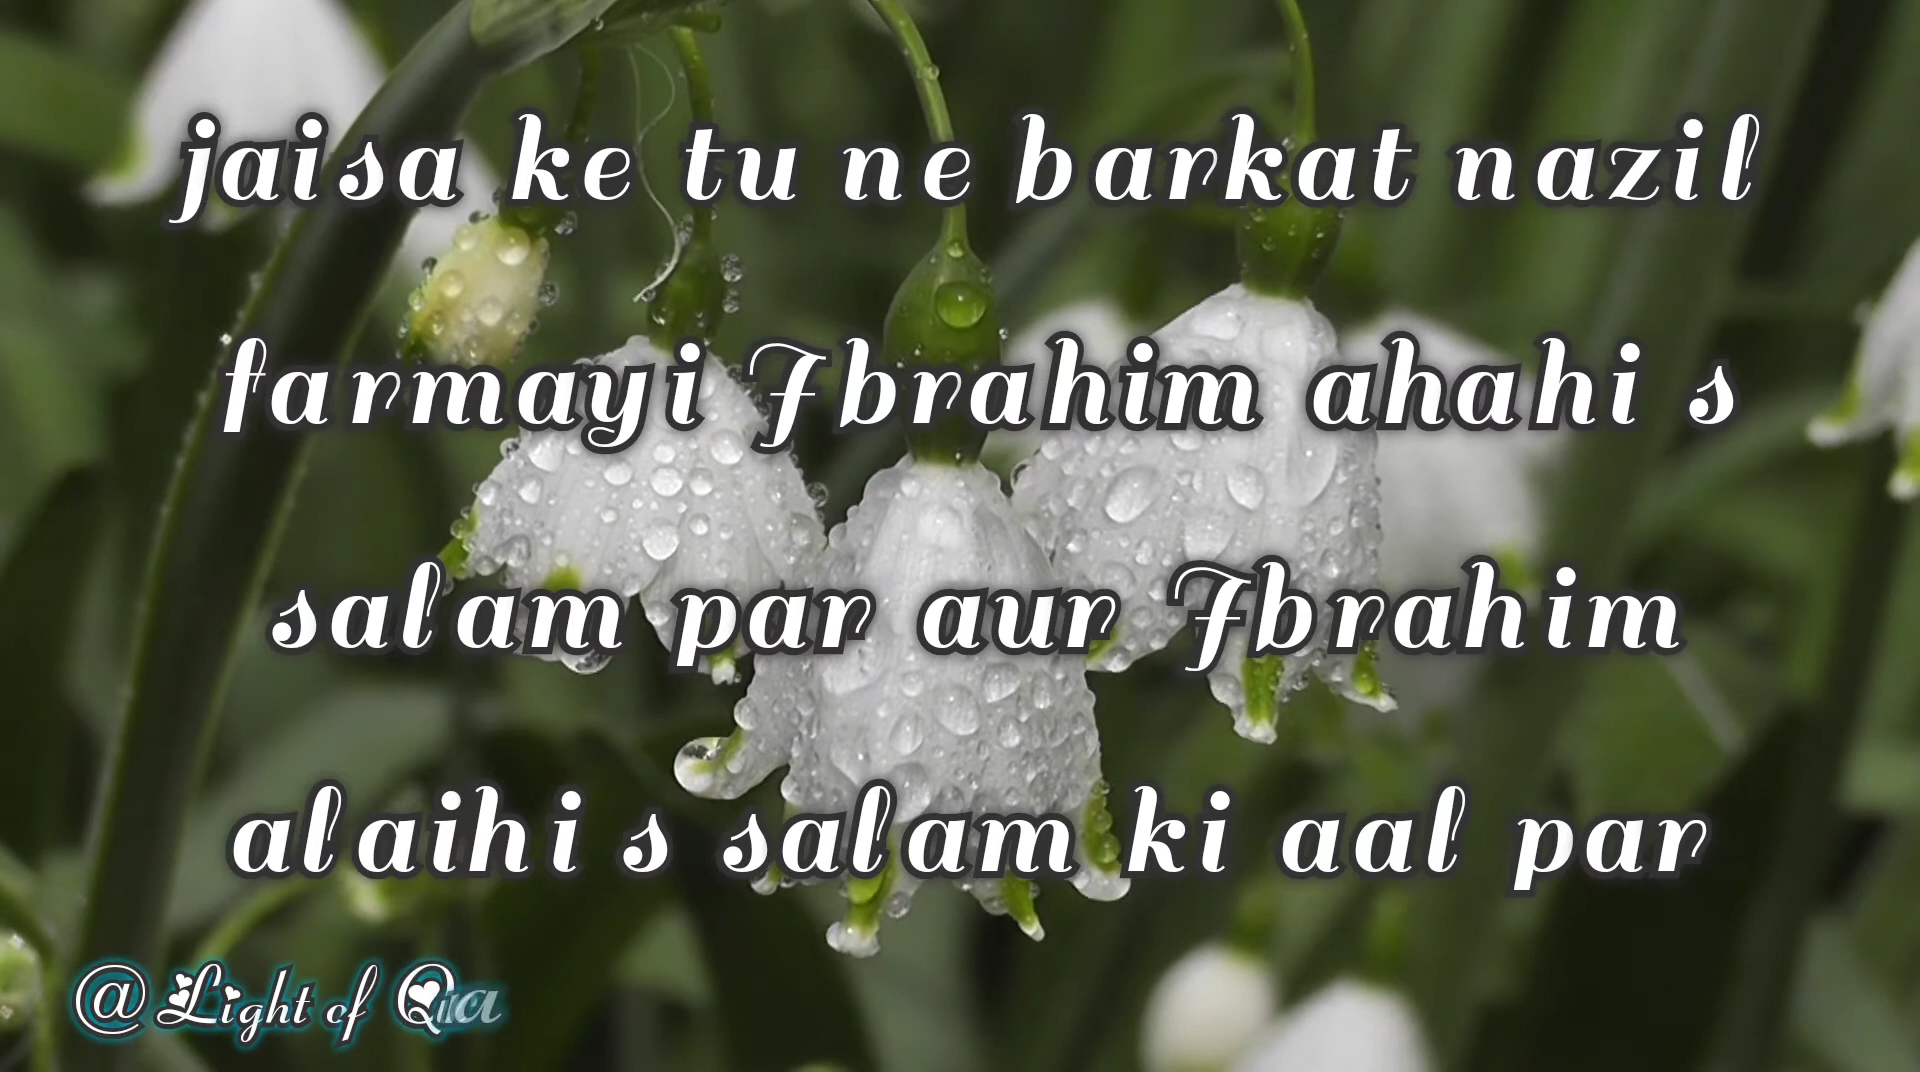 jaisa ke tu ne barkat nazil
farmayi Ibrahim ahahi s
salam par aur Ibrahim
alaihi s salam ki aal par
@Light of